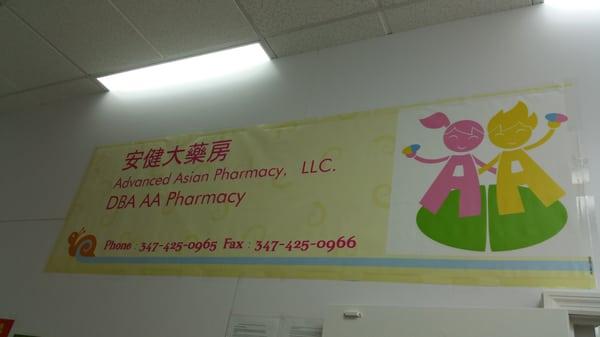 安健大藥房
Advanced Asian Pharmacy, LLC.
DBA AA Pharmacy
Phone : 347-425-0965 Fax : 347-425-0966
AA